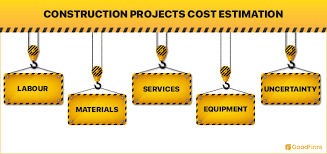 CONSTRUCTION PROJECTS COST ESTIMATION
LABOUR
MATERIALS
SERVICES
EQUIPMENT
UNCERTAINTY
GoodFirms